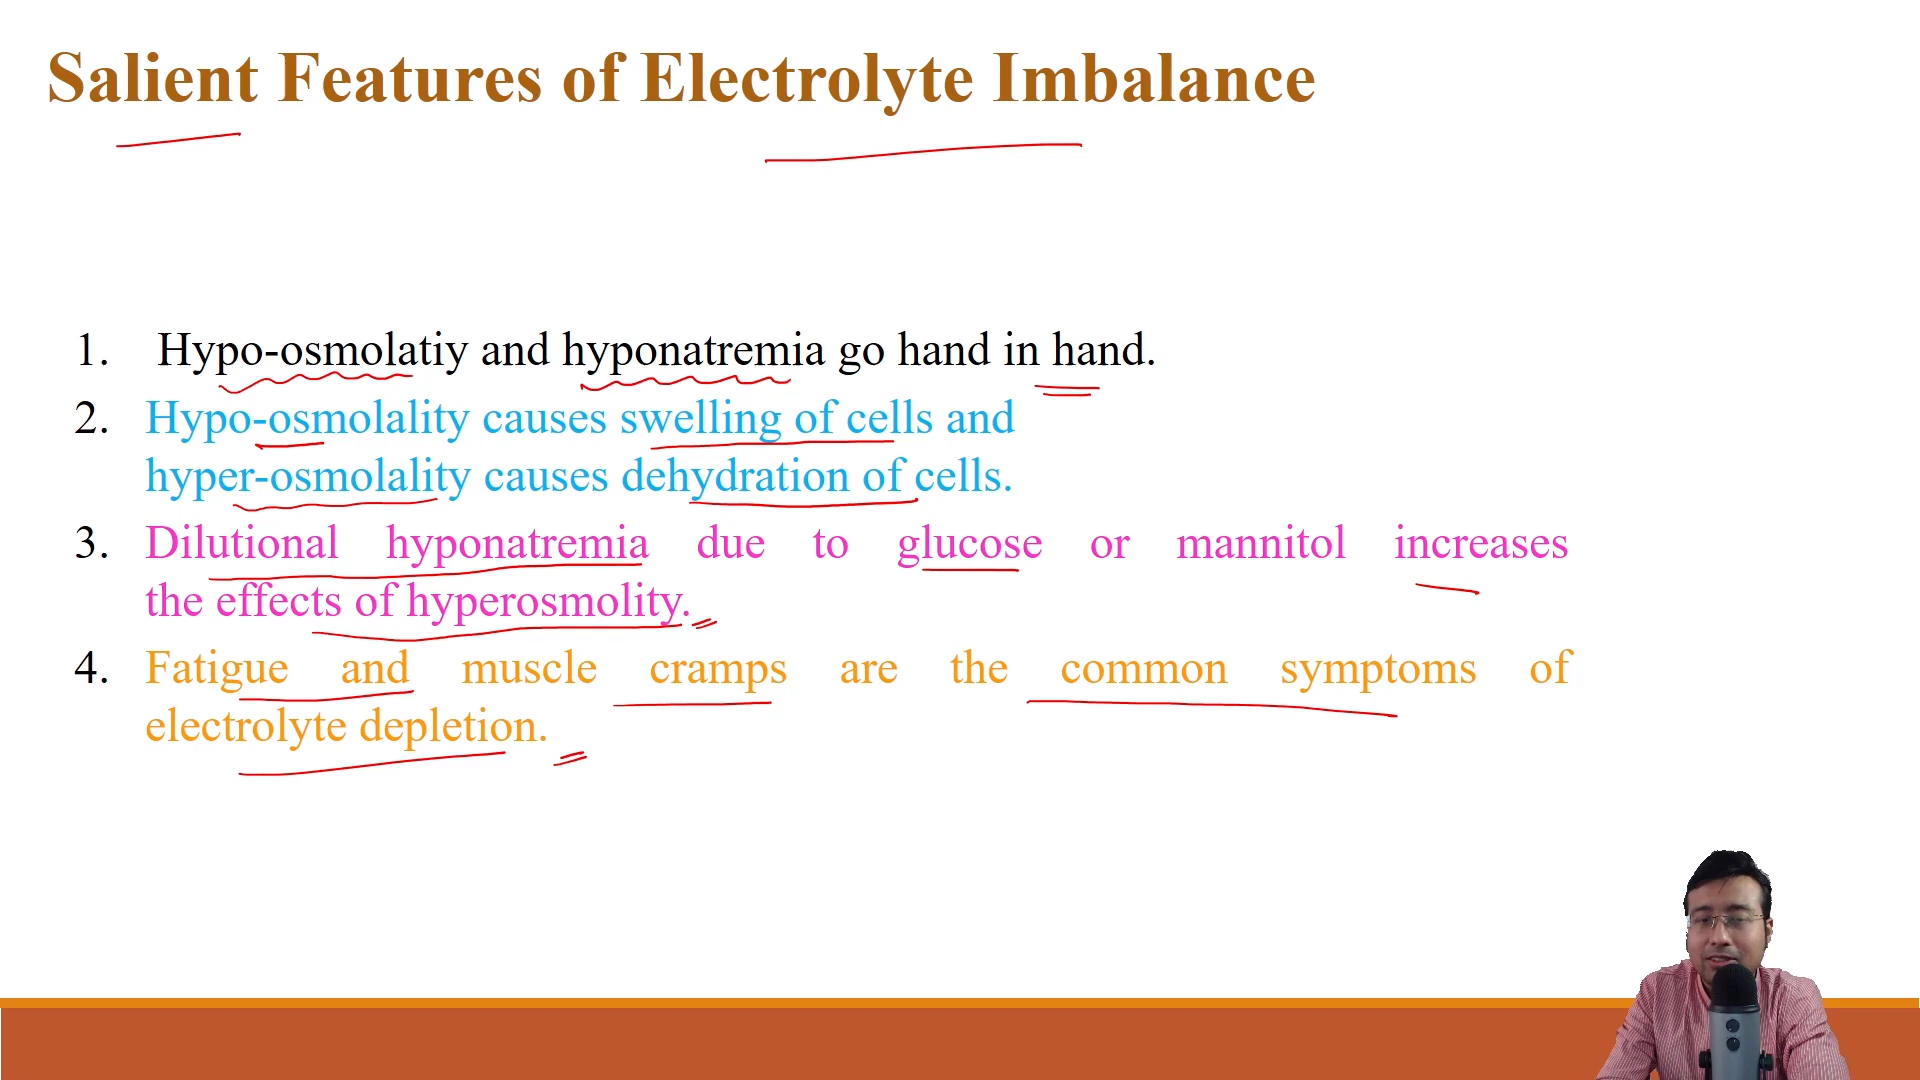 Salient Features of Electrolyte Imbalance
1. Hypo-osmolatiy and hyponatremia go hand in hand.
2. Hypo-osmolality causes swelling of cells and
hyper-osmolality causes dehydration of cells.
3. Dilutional hyponatremia due to glucose or mannitol increases
the effects of hyperosmolity.
4. Fatigue and muscle cramps are the common symptoms of
electrolyte depletion.